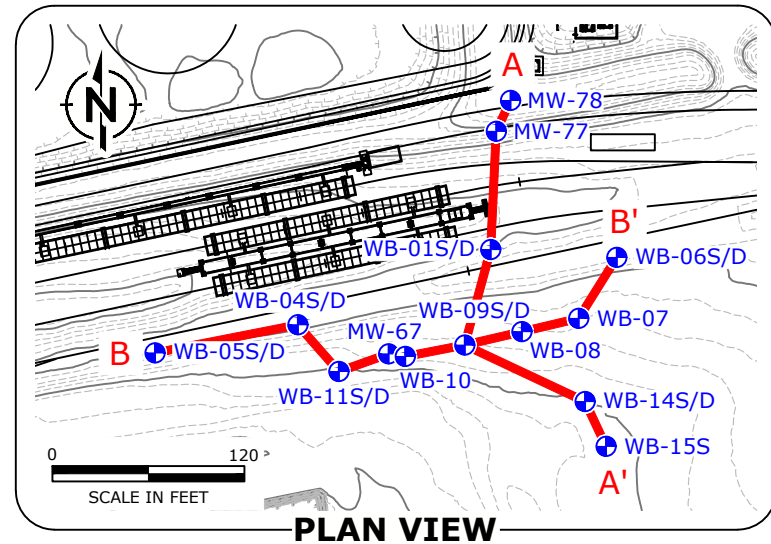 A
MW-78
MW-77
N
B'
WB-01S/D
WB-06S/D
WB-04S/D
WB-09S/D
MW-67
WB-07
B
WB-05S/D
WB-08
WB-10
WB-11S/D
WB-14S/D
WB-15S
0 120
A'
SCALE IN FEET
PLAN VIEW